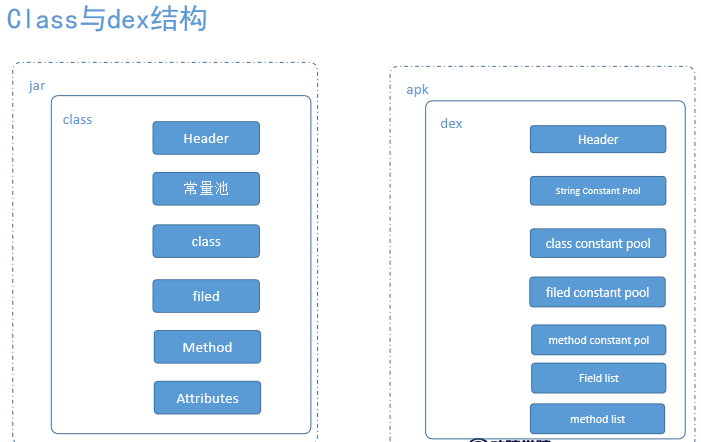 Class与dex结构
jar
class
Header
常量池
class
filed
Method
Attributes
apk
dex
Header
String Constant Pool
class constant pool
filed constant pool
method constant pol
Field list
method list